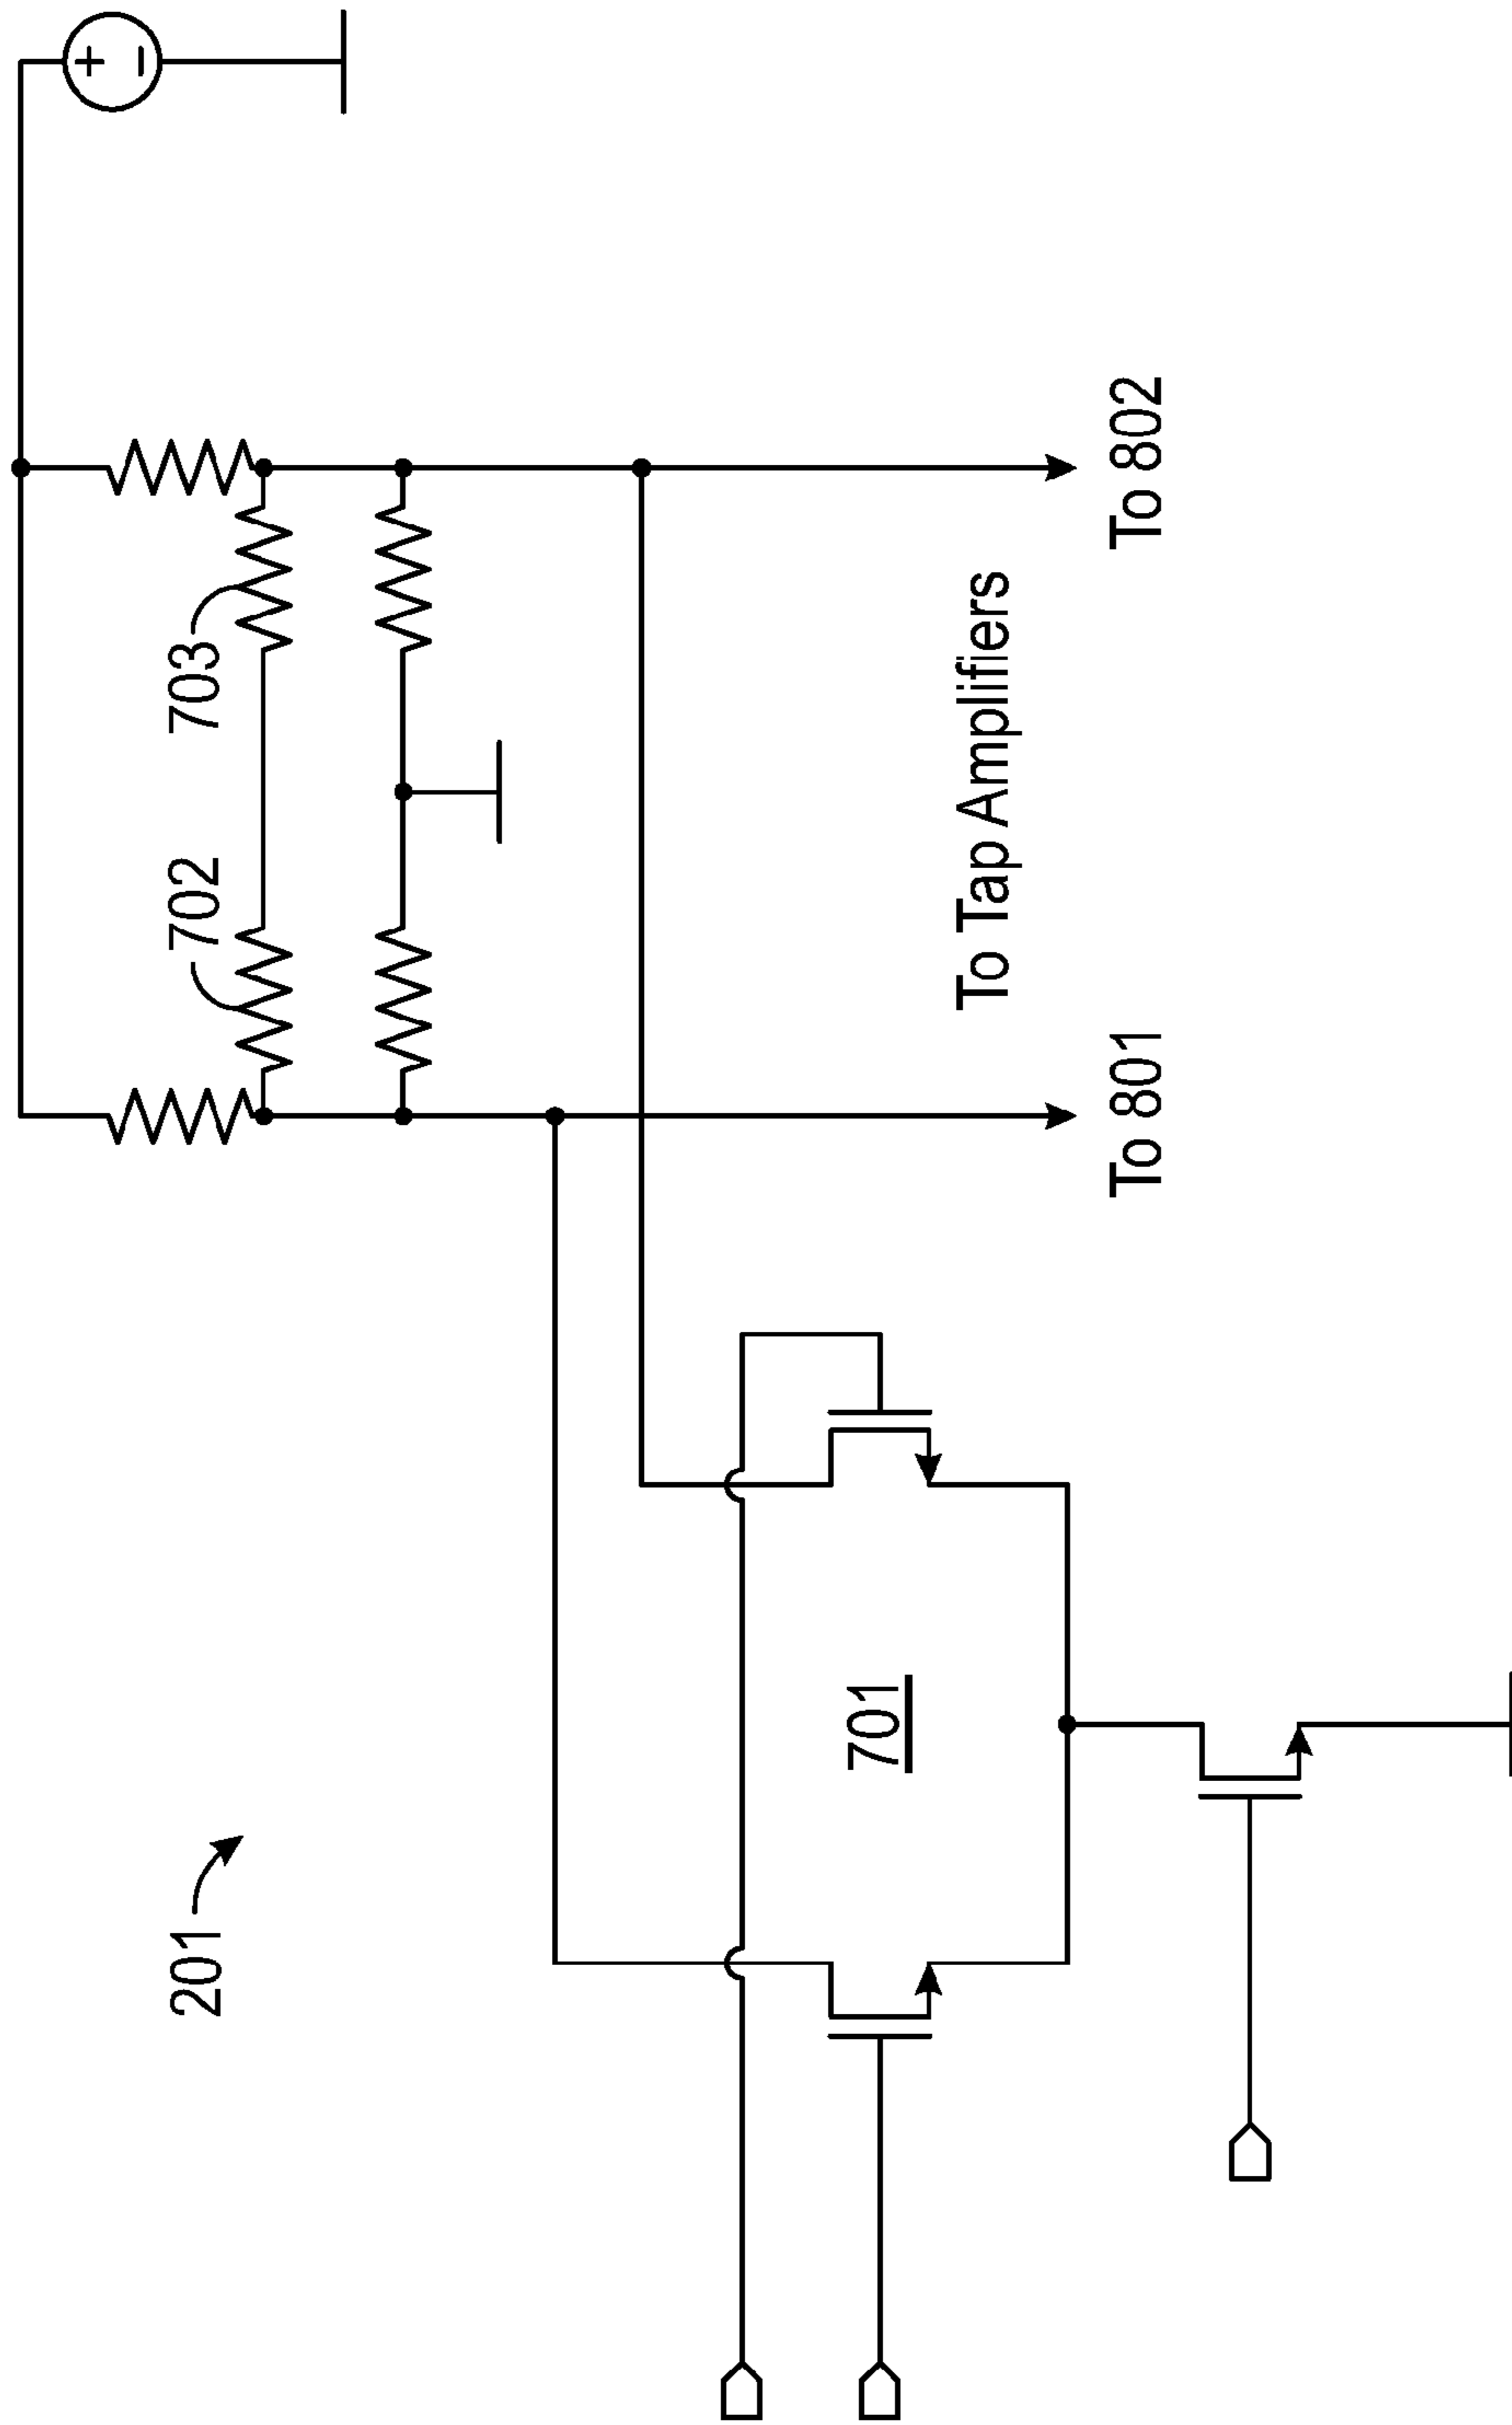 201
702
703
+
−
701
To Tap Amplifiers
To 801
To 802